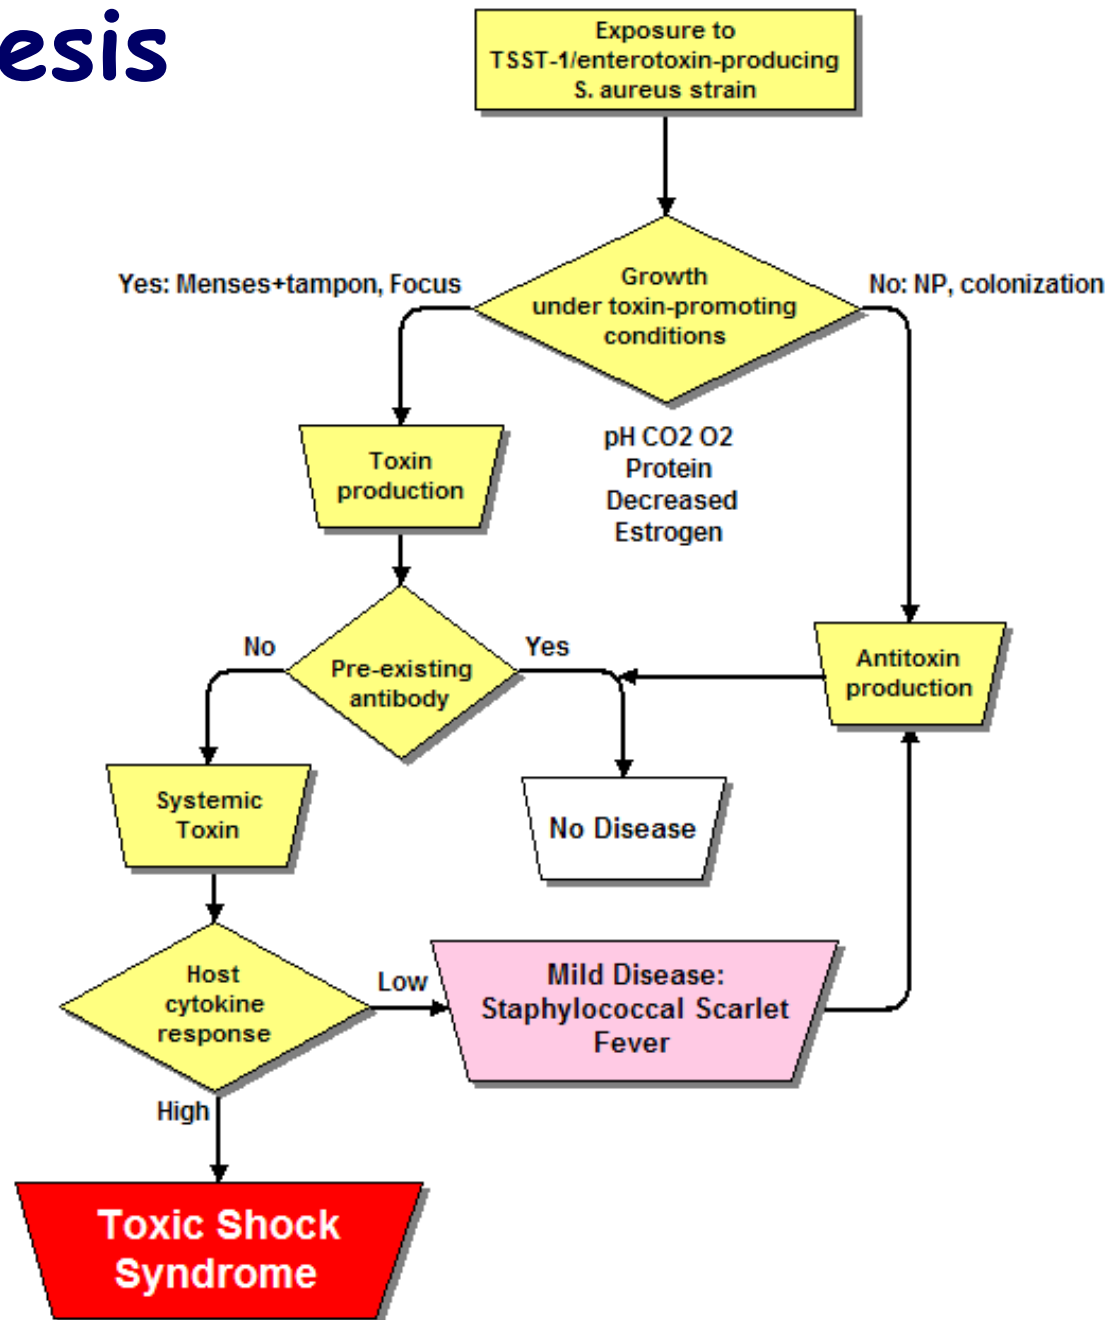 esis
Exposure to
TSST-1/enterotoxin-producing
S. aureus strain
Yes: Menses+tampon, Focus
Growth
under toxin-promoting
conditions
No: NP, colonization
pH CO2 O2
Protein
Decreased
Estrogen
Toxin
production
No
Pre-existing
antibody
Yes
Antitoxin
production
Systemic
Toxin
No Disease
Host
cytokine
response
Low
Mild Disease:
Staphylococcal Scarlet
Fever
High
Toxic Shock
Syndrome